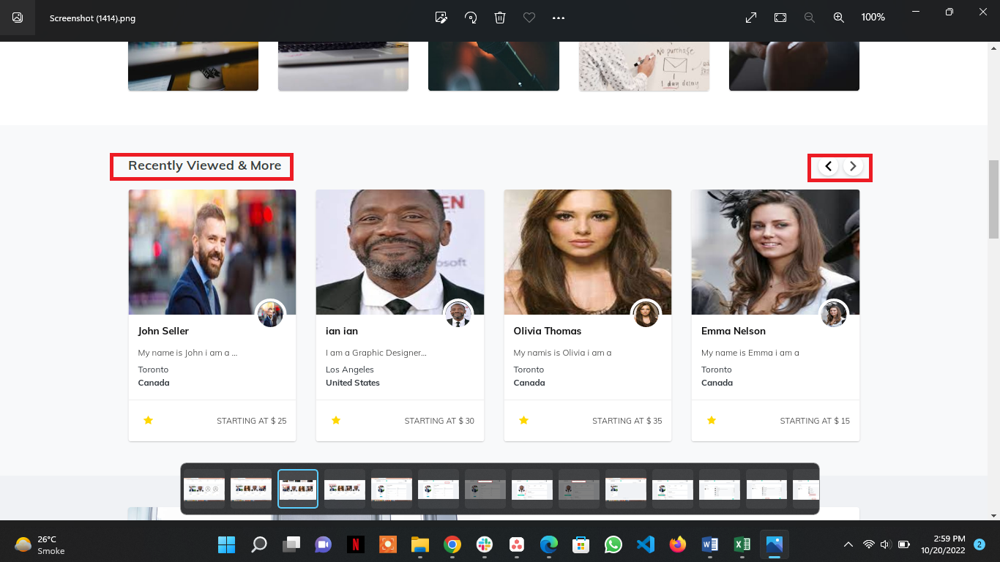 Screenshot (1414).png
100%
No purchase
1 day delay
Recently Viewed & More
EN
osoft
John Seller
My name is John i am a ...
Toronto
Canada
STARTING AT $ 25
ian ian
I am a Graphic Designer...
Los Angeles
United States
STARTING AT $ 30
Olivia Thomas
My namis is Olivia i am a
Toronto
Canada
STARTING AT $ 35
Emma Nelson
My name is Emma i am a
Toronto
Canada
STARTING AT $ 15
26°C
Smoke
2:59 PM
10/20/2022
2